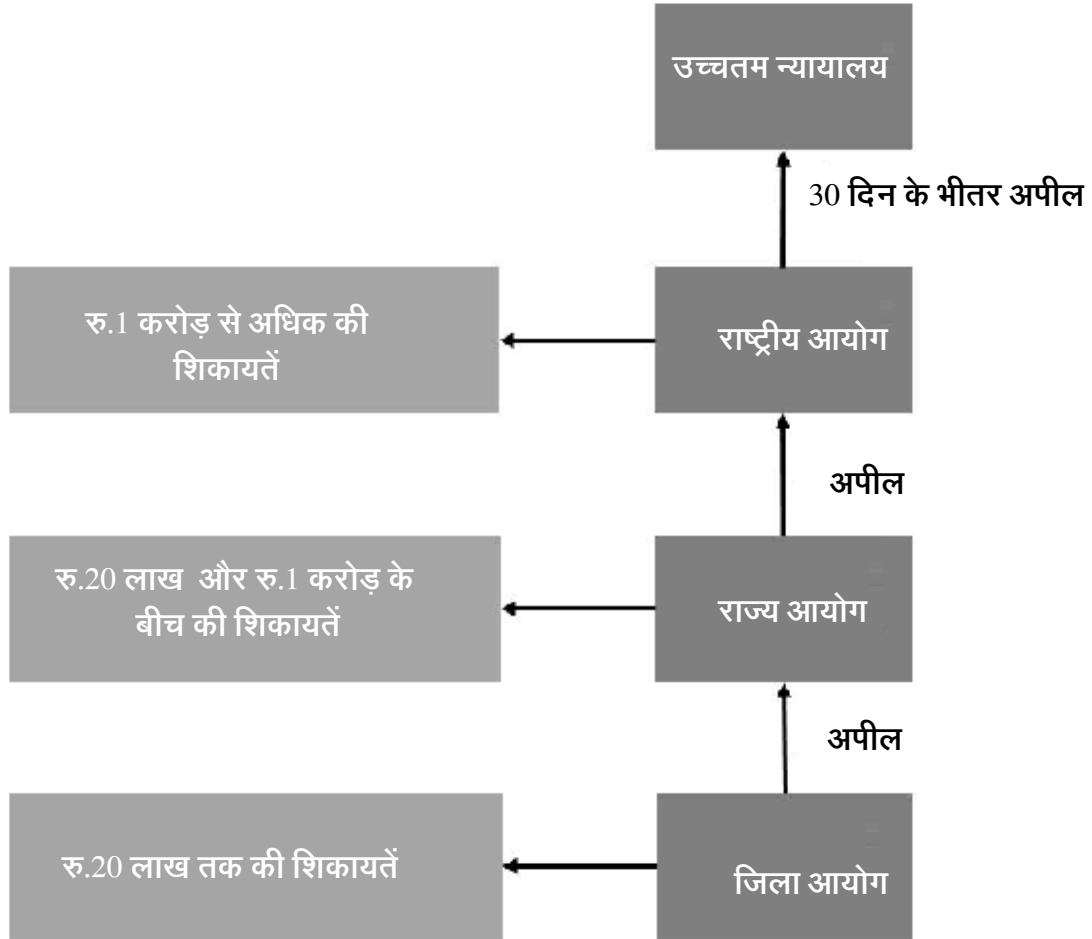 उच्चतम न्यायालय
30 दिन के भीतर अपील
रु.1 करोड़ से अधिक की
शिकायतें
राष्ट्रीय आयोग
अपील
रु.20 लाख और रु.1 करोड़ के
बीच की शिकायतें
राज्य आयोग
अपील
रु.20 लाख तक की शिकायतें
जिला आयोग